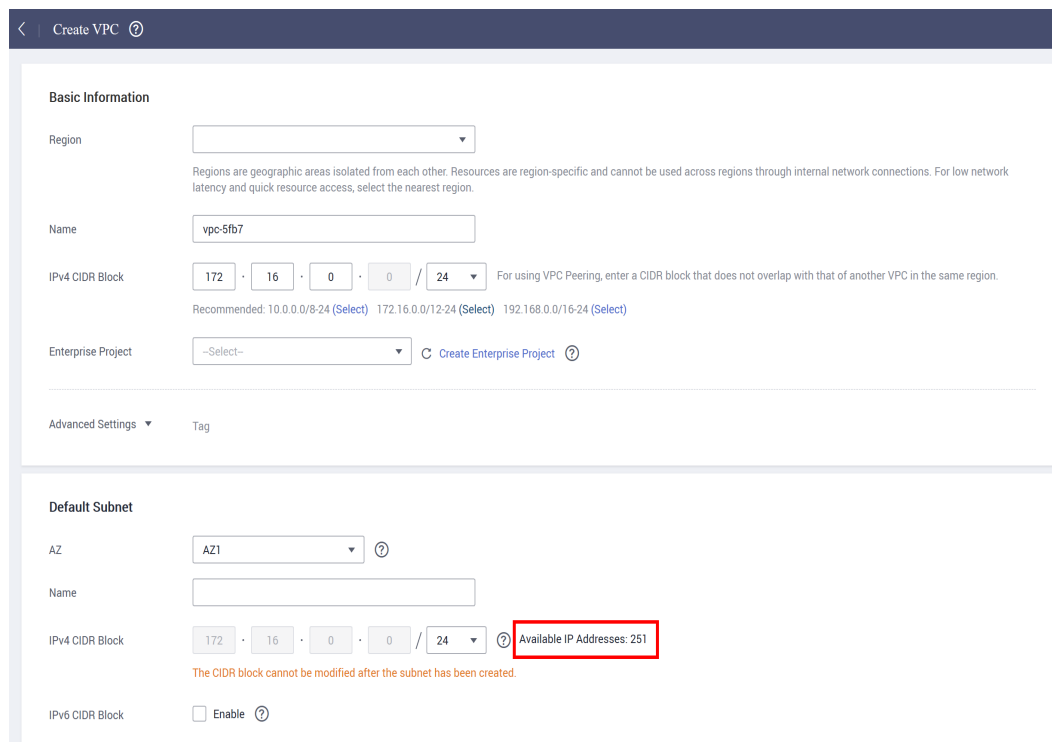 Create VPC ?
Basic Information
Region
Regions are geographic areas isolated from each other. Resources are region-specific and cannot be used across regions through internal network connections. For low network
latency and quick resource access, select the nearest region.
Name vpc-5fb7
IPv4 CIDR Block 172 · 16 · 0 · 0 / 24 For using VPC Peering, enter a CIDR block that does not overlap with that of another VPC in the same region.
Recommended: 10.0.0.0/8-24 (Select) 172.16.0.0/12-24 (Select) 192.168.0.0/16-24 (Select)
Enterprise Project --Select-- Create Enterprise Project ?
Advanced Settings Tag
Default Subnet
AZ AZ1 ?
Name
IPv4 CIDR Block 172 · 16 · 0 · 0 / 24 ? Available IP Addresses: 251
The CIDR block cannot be modified after the subnet has been created.
IPv6 CIDR Block Enable ?